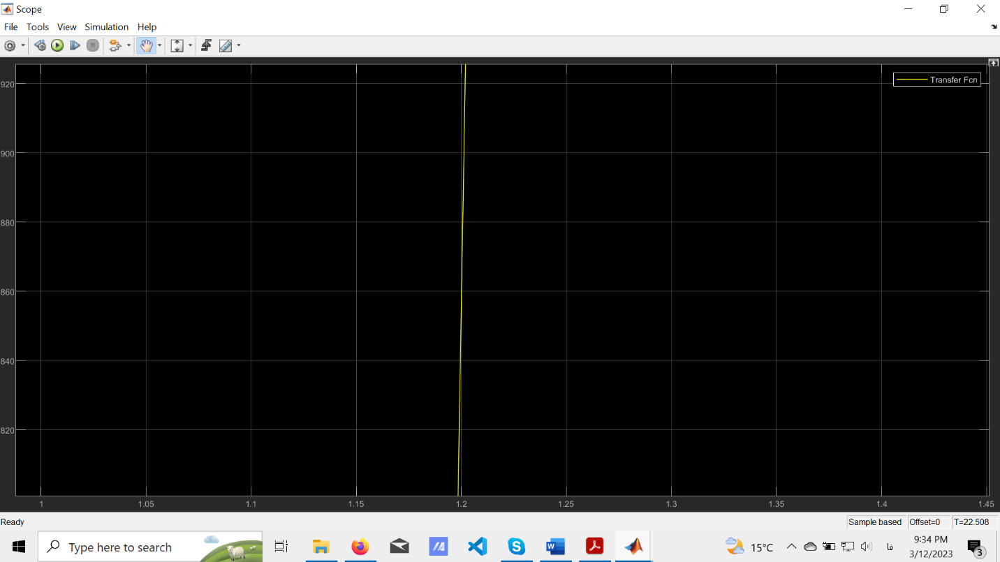 Scope
File Tools View Simulation Help
Transfer Fcn
920
900
880
860
840
820
1 1.05 1.1 1.15 1.2 1.25 1.3 1.35 1.4 1.45
Ready Sample based Offset=0 T=22.508
Type here to search 15°C فا 9:34 PM
3/12/2023 3